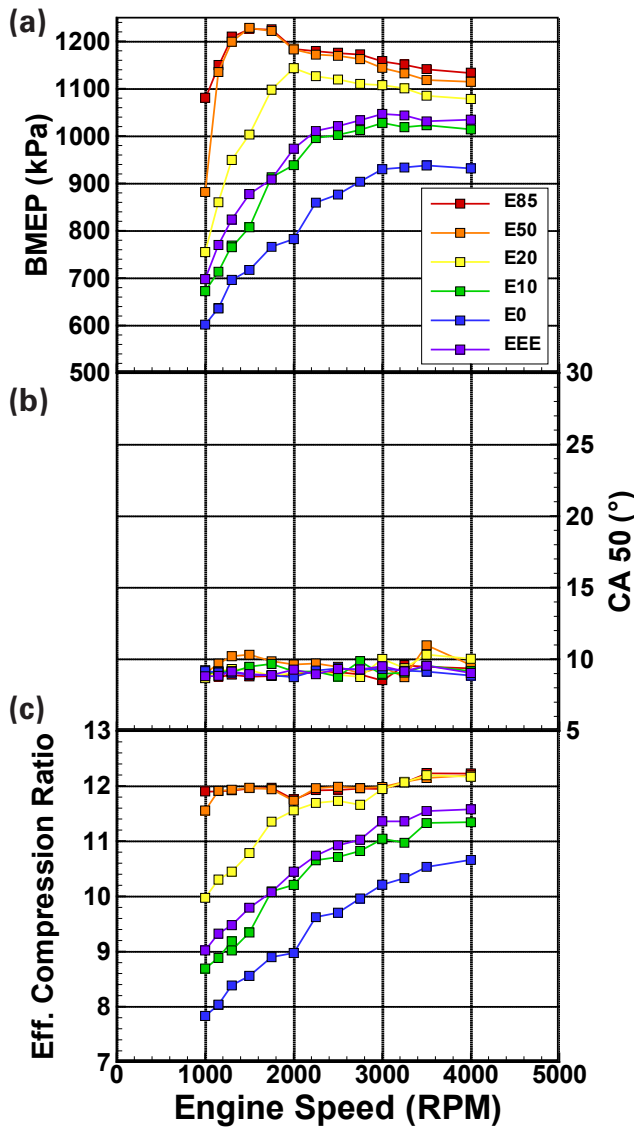 (a)
1200
1100
1000
900
800
700
600
500
BMEP (kPa)
E85
E50
E20
E10
E0
EEE
(b)
30
25
20
15
10
5
CA 50 (°)
(c)
13
12
11
10
9
8
7
Eff. Compression Ratio
0 1000 2000 3000 4000 5000
Engine Speed (RPM)